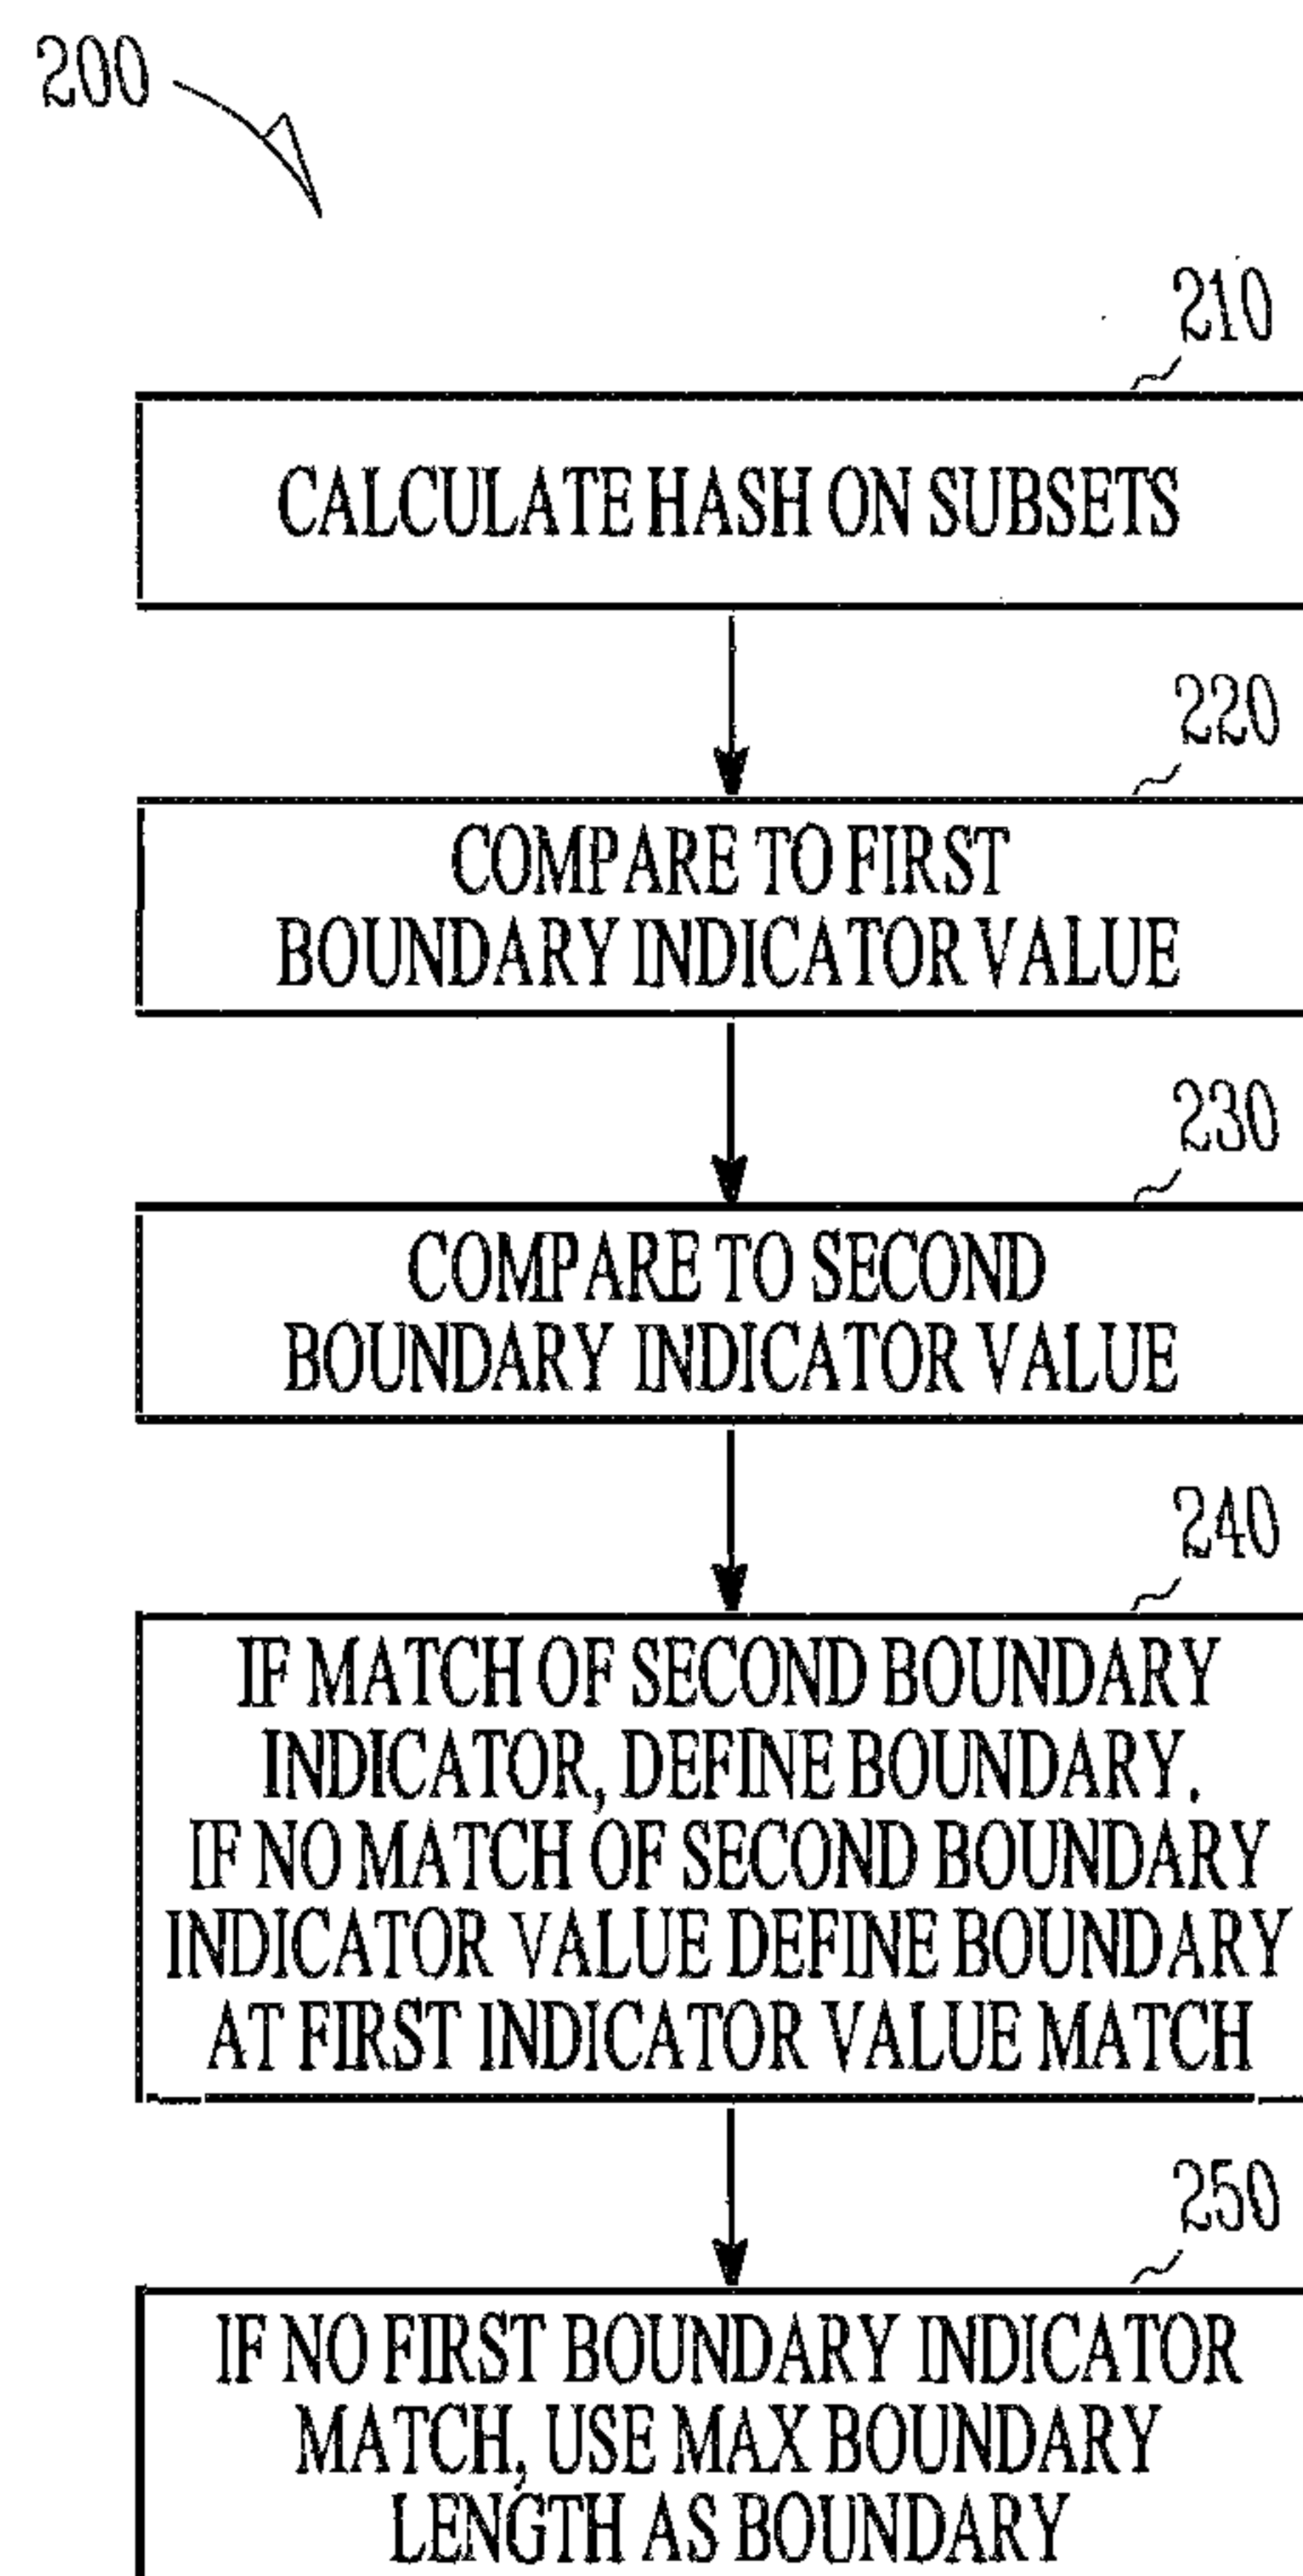 200
210
CALCULATE HASH ON SUBSETS
220
COMPARE TO FIRST
BOUNDARY INDICATOR VALUE
230
COMPARE TO SECOND
BOUNDARY INDICATOR VALUE
240
IF MATCH OF SECOND BOUNDARY
INDICATOR, DEFINE BOUNDARY.
IF NO MATCH OF SECOND BOUNDARY
INDICATOR VALUE DEFINE BOUNDARY
AT FIRST INDICATOR VALUE MATCH
250
IF NO FIRST BOUNDARY INDICATOR
MATCH, USE MAX BOUNDARY
LENGTH AS BOUNDARY